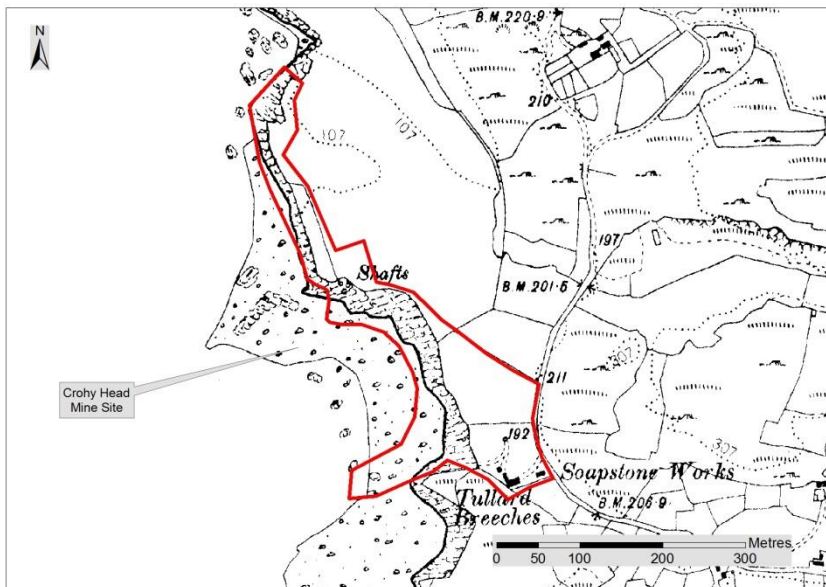 N
B.M.220.9
210
107
107
197
Shafts
B.M.201.5
Crohy Head
Mine Site
211
307
192
307
Soapstone Works
Tullard
Breeches
B.M.206.9
Metres
0 50 100 200 300